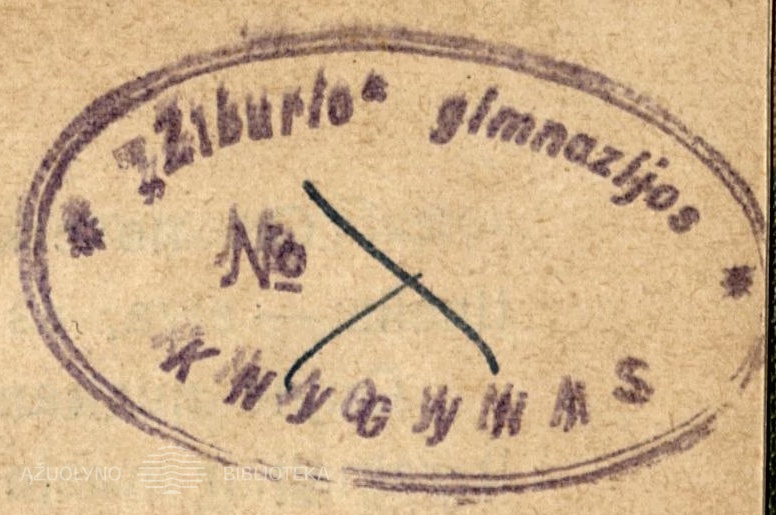 „Žiburio“ gimnazijos
№
KNYGYNAS
AŽUOLYNO BIBLIOTEKA